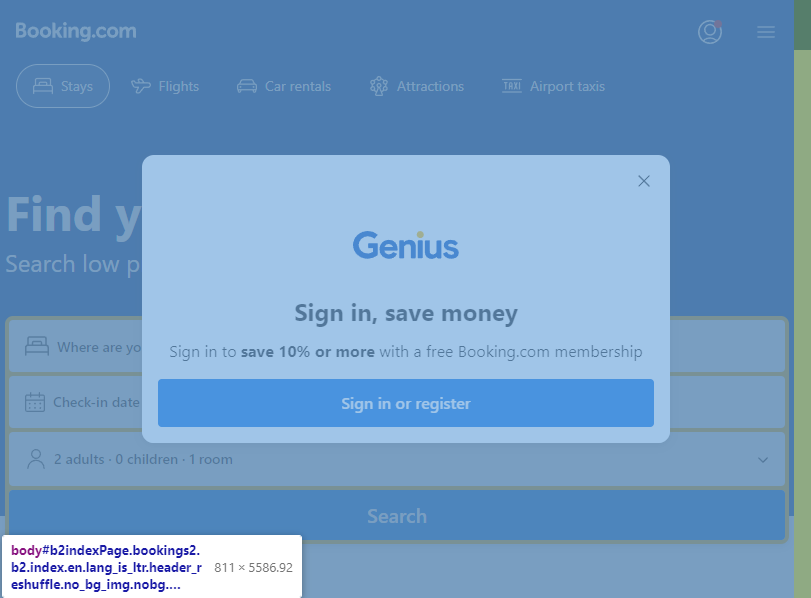 Booking.com
Stays
Flights
Car rentals
Attractions
TAXI Airport taxis
Find y
Search low p
Genius
Sign in, save money
Sign in to save 10% or more with a free Booking.com membership
Sign in or register
Where are yo
Check-in date
2 adults · 0 children · 1 room
Search
body#b2indexPage.bookings2.
b2.index.en.lang_is_ltr.header_r
eshuffle.no_bg_img.nobg....
811 × 5586.92